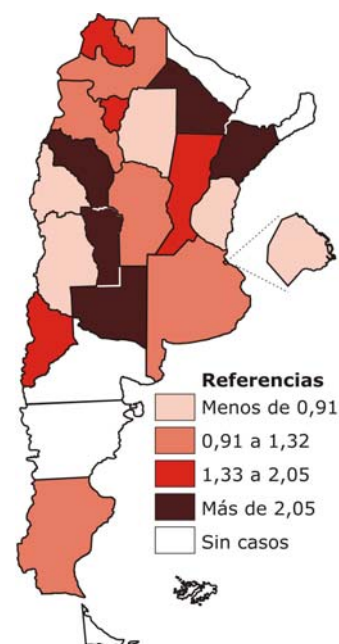 Referencias
Menos de 0,91
0,91 a 1,32
1,33 a 2,05
Más de 2,05
Sin casos